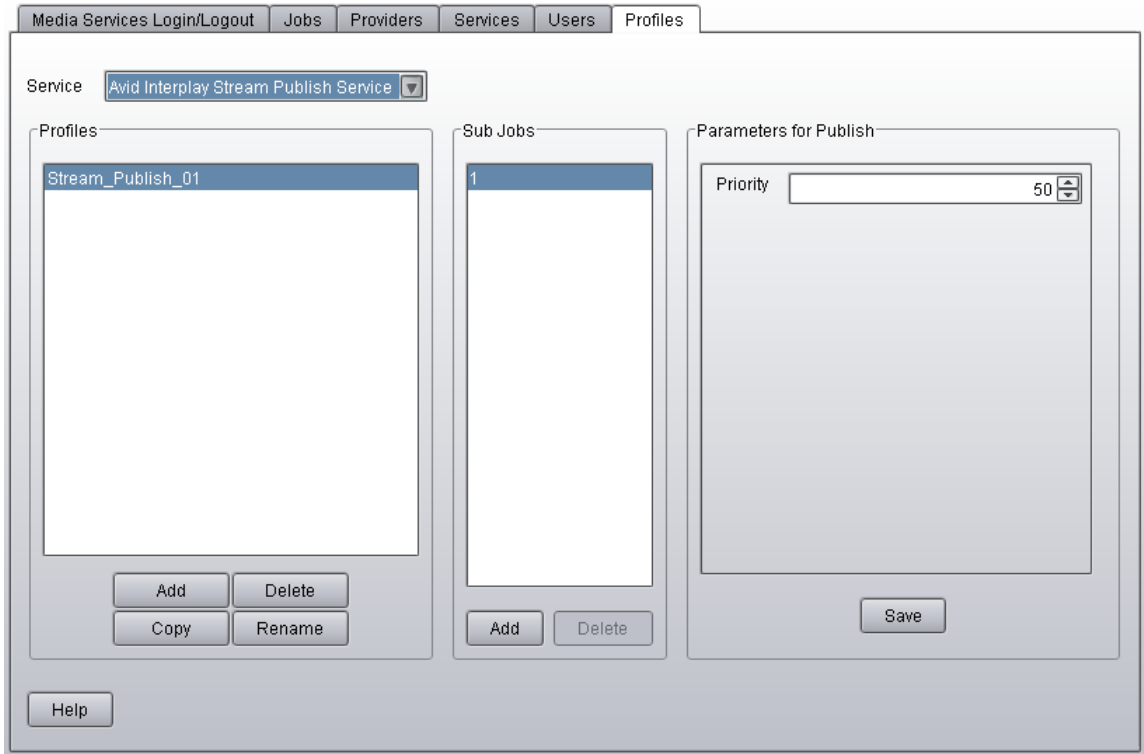 Media Services Login/Logout Jobs Providers Services Users Profiles
Service Avid Interplay Stream Publish Service
Profiles
Stream_Publish_01
Add Delete
Copy Rename
Sub Jobs
1
Add Delete
Parameters for Publish
Priority 50
Save
Help